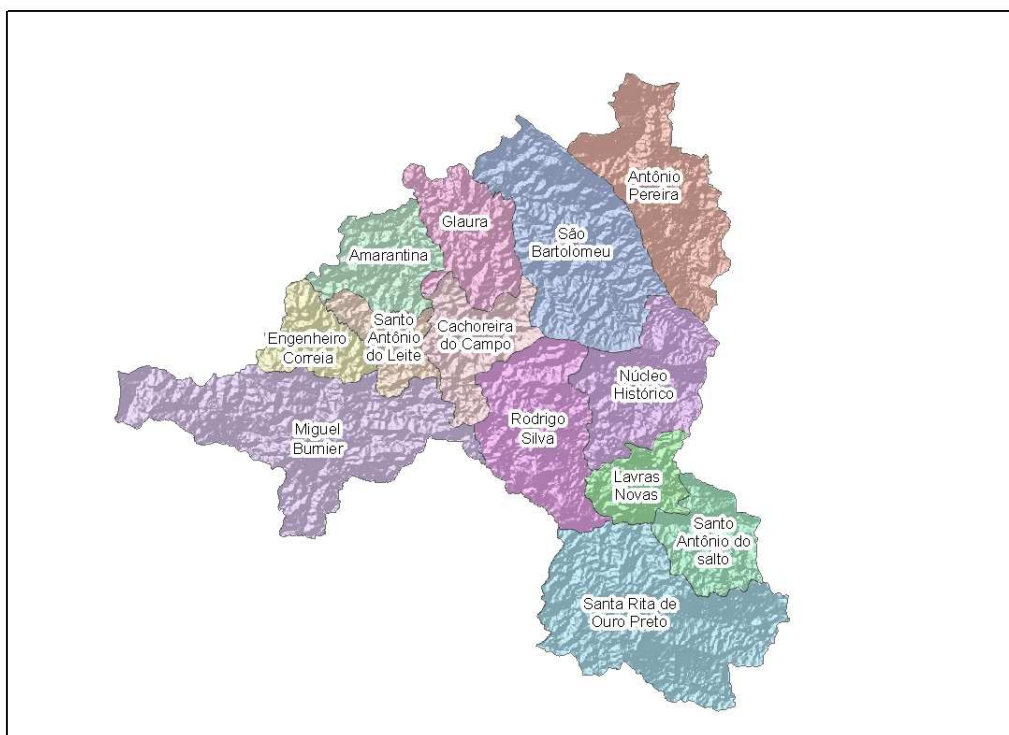 Antônio
Pereira
Glaura
São
Bartolomeu
Amarantina
Santo
Antônio
do Leite
Cachoreira
do Campo
'Engenheiro
Correia
Núcleo
Histórico
Miguel
Burnier
Rodrigo
Silva
Lavras
Novas
Santo
Antônio do
salto
Santa Rita de
Ouro Preto